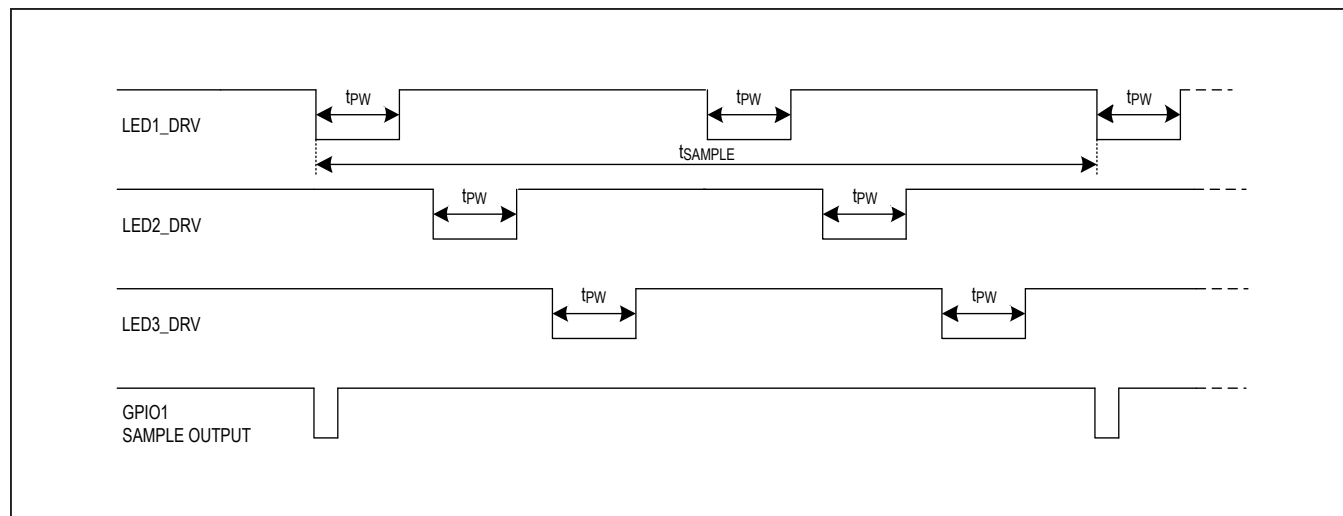 tPW tPW tPW
LED1_DRV
tSAMPLE
tPW tPW
LED2_DRV
tPW tPW
LED3_DRV
GPIO1
SAMPLE OUTPUT